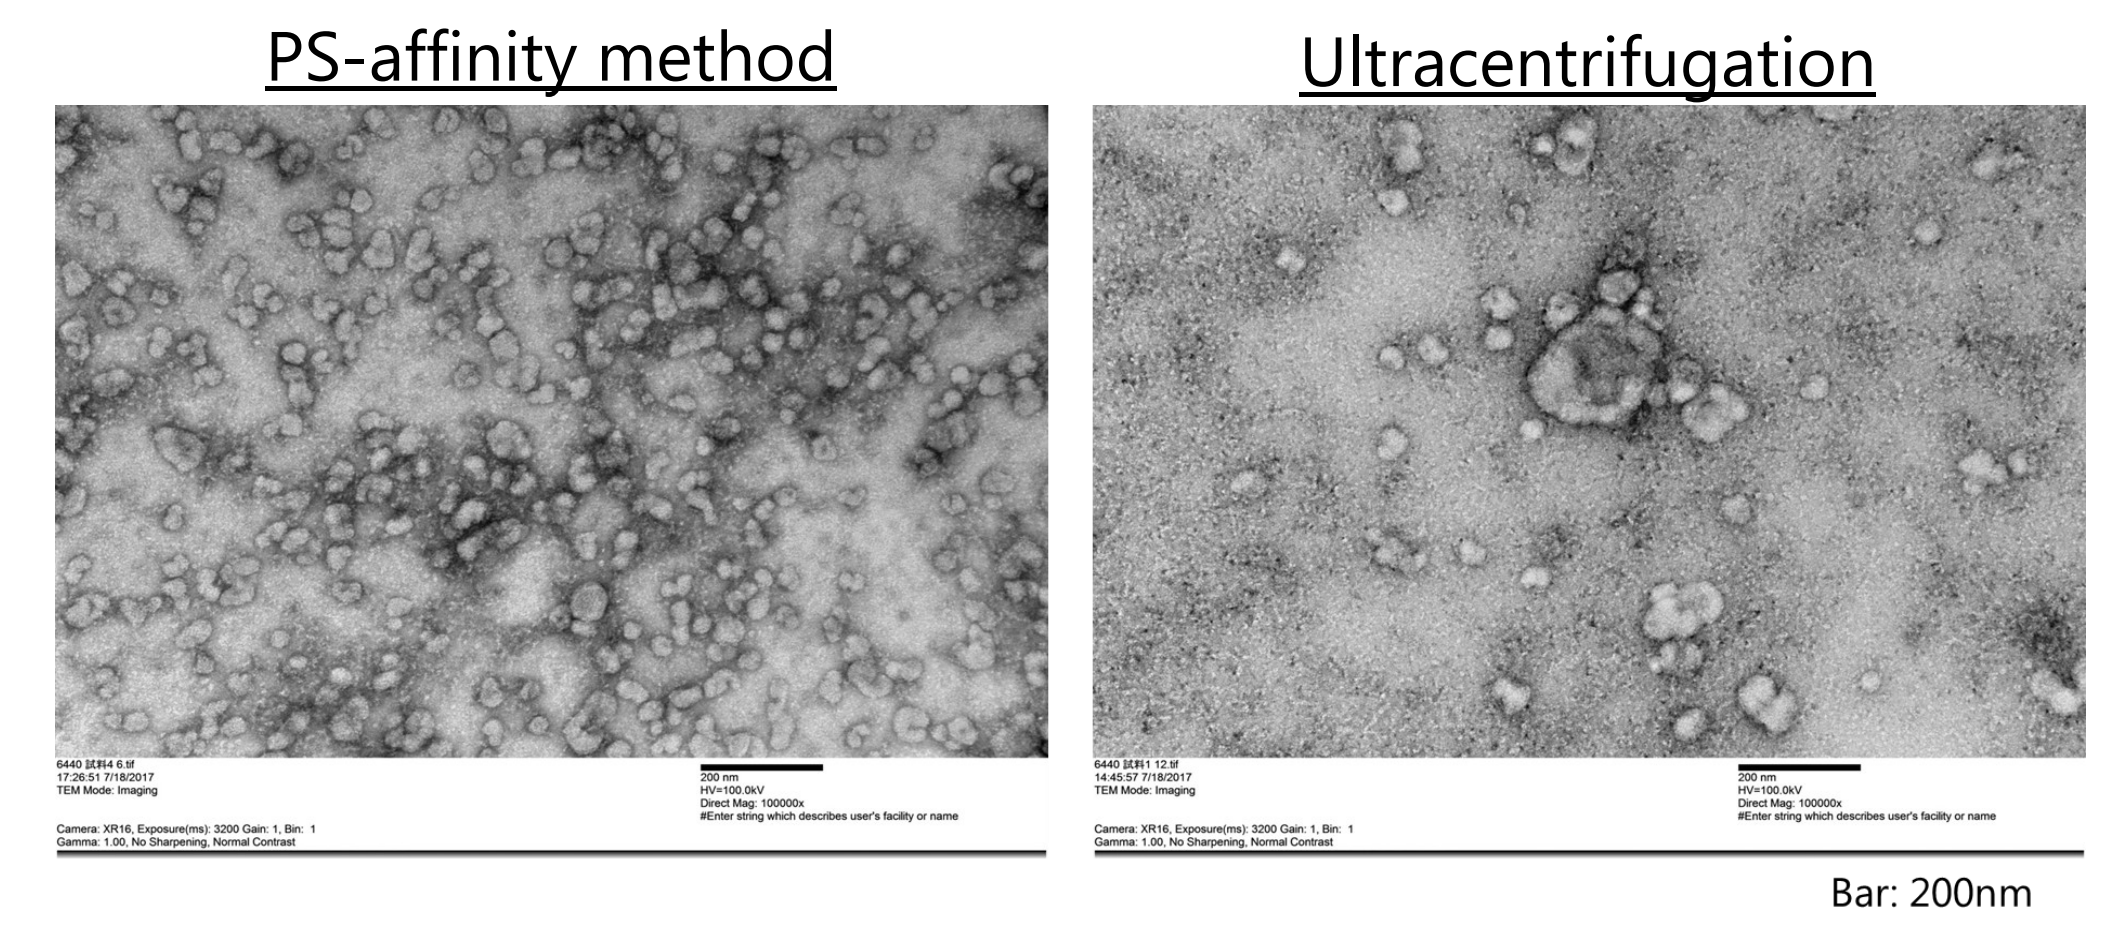 PS-affinity method
Ultracentrifugation
6440 試料4 6.tif
17:26:51 7/18/2017
TEM Mode: Imaging
Camera: XR16, Exposure(ms): 3200 Gain: 1, Bin: 1
Gamma: 1.00, No Sharpening, Normal Contrast
200 nm
HV=100.0kV
Direct Mag: 100000x
#Enter string which describes user's facility or name
6440 試料1 12.tif
14:45:57 7/18/2017
TEM Mode: Imaging
Camera: XR16, Exposure(ms): 3200 Gain: 1, Bin: 1
Gamma: 1.00, No Sharpening, Normal Contrast
200 nm
HV=100.0kV
Direct Mag: 100000x
#Enter string which describes user's facility or name
Bar: 200nm